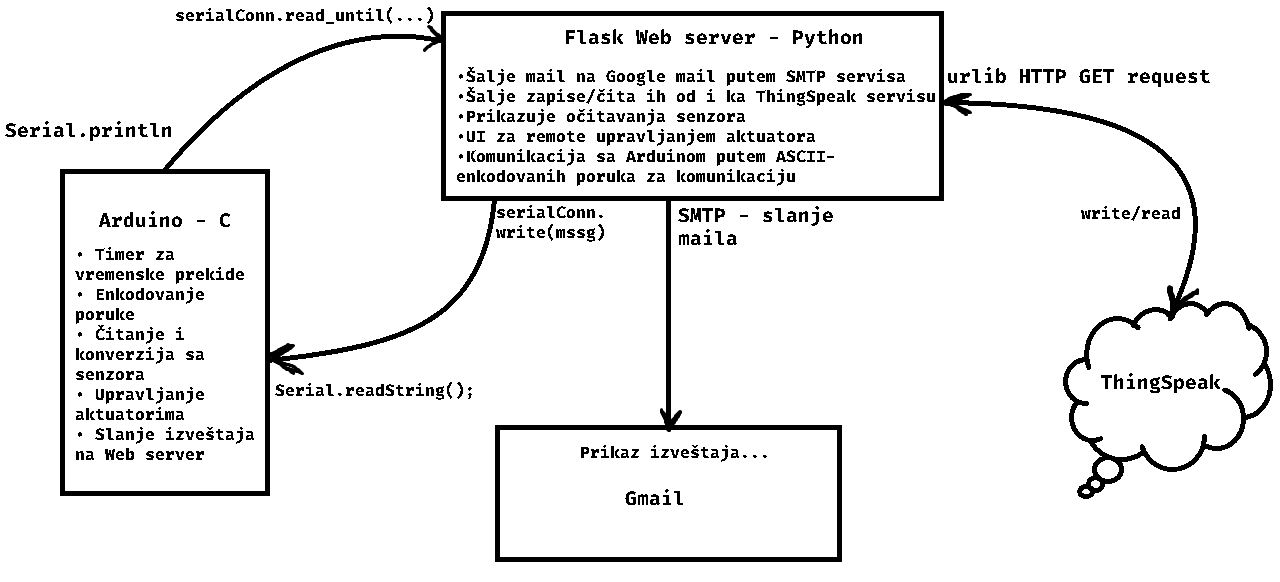 serialConn.read_until(...)
Flask Web server - Python
•Šalje mail na Google mail putem SMTP servisa
•Šalje zapise/čita ih od i ka ThingSpeak servisu
•Prikazuje očitavanja senzora
•UI za remote upravljanjem aktuatora
•Komunikacija sa Arduinom putem ASCII-
enkodovanih poruka za komunikaciju
urlib HTTP GET request
Serial.println
Arduino - C
• Timer za
vremenske prekide
• Enkodovanje
poruke
• Čitanje i
konverzija sa
senzora
• Upravljanje
aktuatorima
• Slanje izveštaja
na Web server
serialConn.
write(mssg)
SMTP - slanje
maila
write/read
Serial.readString();
ThingSpeak
Prikaz izveštaja...
Gmail